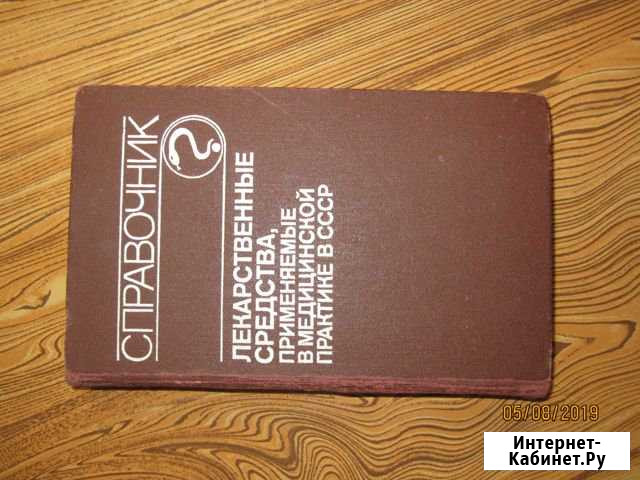 СПРАВОЧНИК
ЛЕКАРСТВЕННЫЕ
СРЕДСТВА,
ПРИМЕНЯЕМЫЕ
В МЕДИЦИНСКОЙ
ПРАКТИКЕ В СССР
05/08/2019
Интернет-
Кабинет.Ру